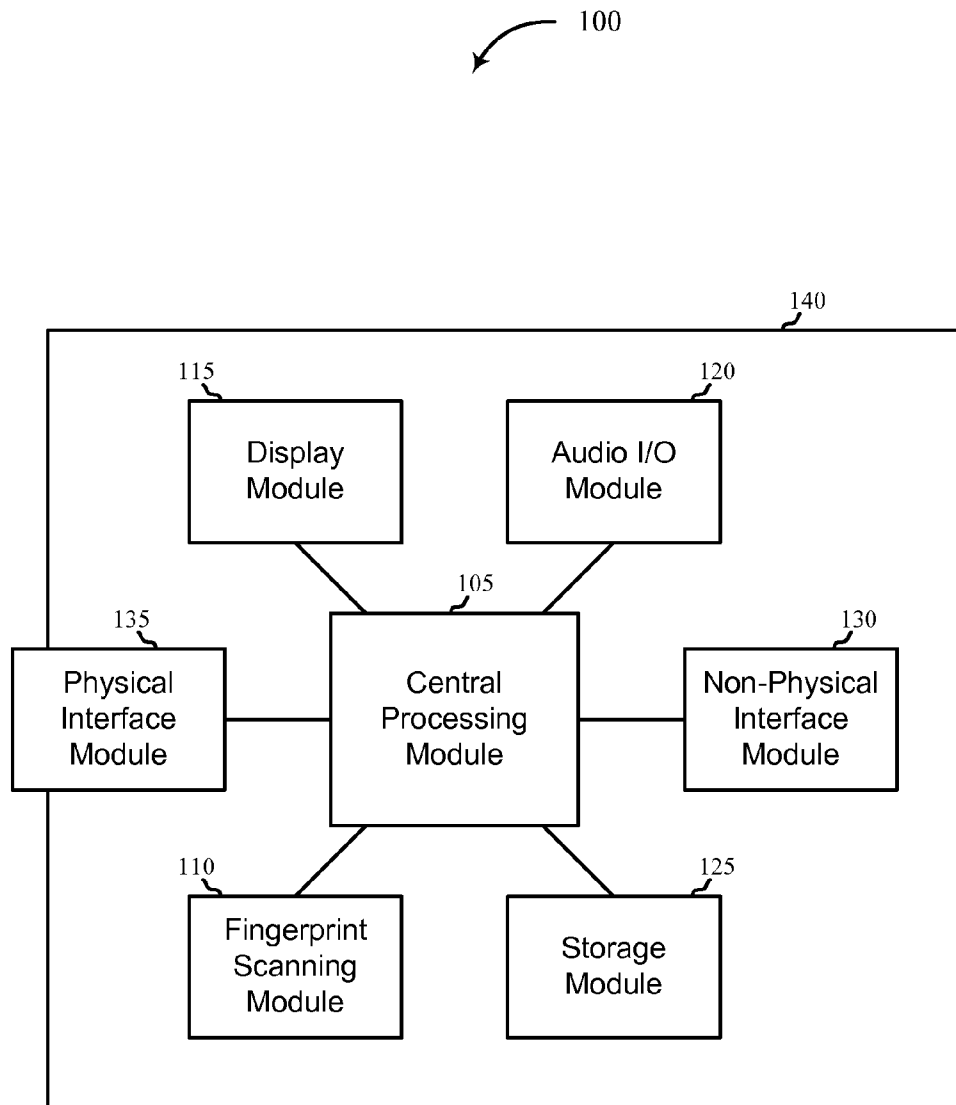 100
140
115
Display
Module
120
Audio I/O
Module
105
Central
Processing
Module
135
Physical
Interface
Module
130
Non-Physical
Interface
Module
110
Fingerprint
Scanning
Module
125
Storage
Module